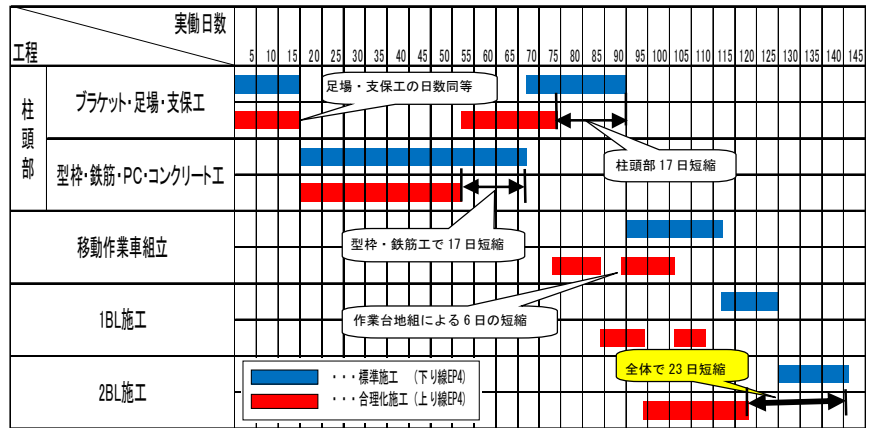 実働日数
工程
5 10 15 20 25 30 35 40 45 50 55 60 65 70 75 80 85 90 95 100 105 110 115 120 125 130 135 140 145
柱頭部
ブラケット・足場・支保工
足場・支保工の日数同等
柱頭部 17 日短縮
型枠・鉄筋・PC・コンクリート工
型枠・鉄筋工で 17 日短縮
移動作業車組立
作業台地組による 6 日の短縮
1BL施工
全体で 23 日短縮
2BL施工
・・・標準施工 (下り線EP4)
・・・合理化施工 (上り線EP4)